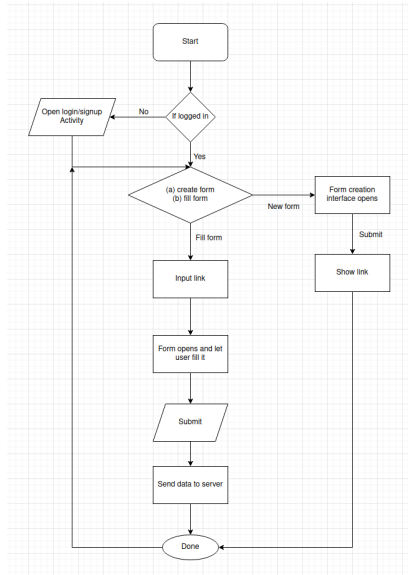 Start
If logged in
No
Open login/signup
Activity
Yes
(a) create form
(b) fill form
New form
Form creation
interface opens
Submit
Show link
Fill form
Input link
Form opens and let
user fill it
Submit
Send data to server
Done